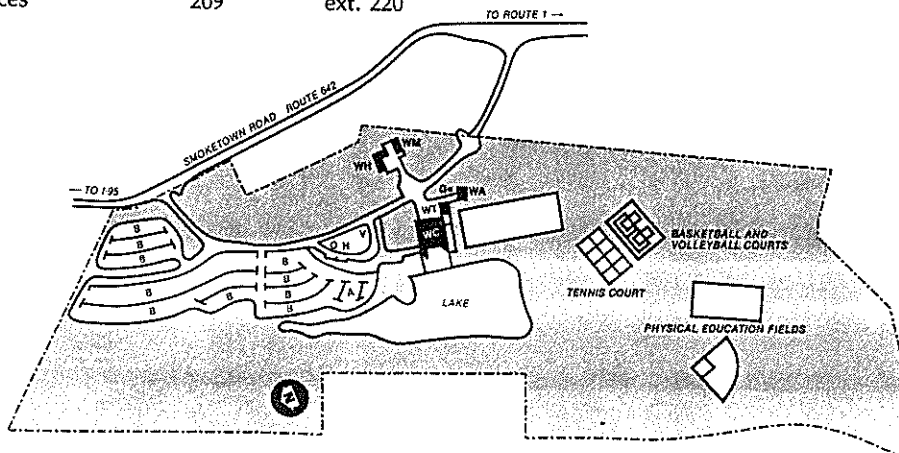 ces 209 ext. 220
TO ROUTE 1 →
SMOKETOWN ROAD ROUTE 642
← TO I-95
WM
WH
WA
WT
WC
V
O H
B
B
B
B
B
B
B
B
B
B
A
LAKE
BASKETBALL AND
VOLLEYBALL COURTS
TENNIS COURT
PHYSICAL EDUCATION FIELDS
N